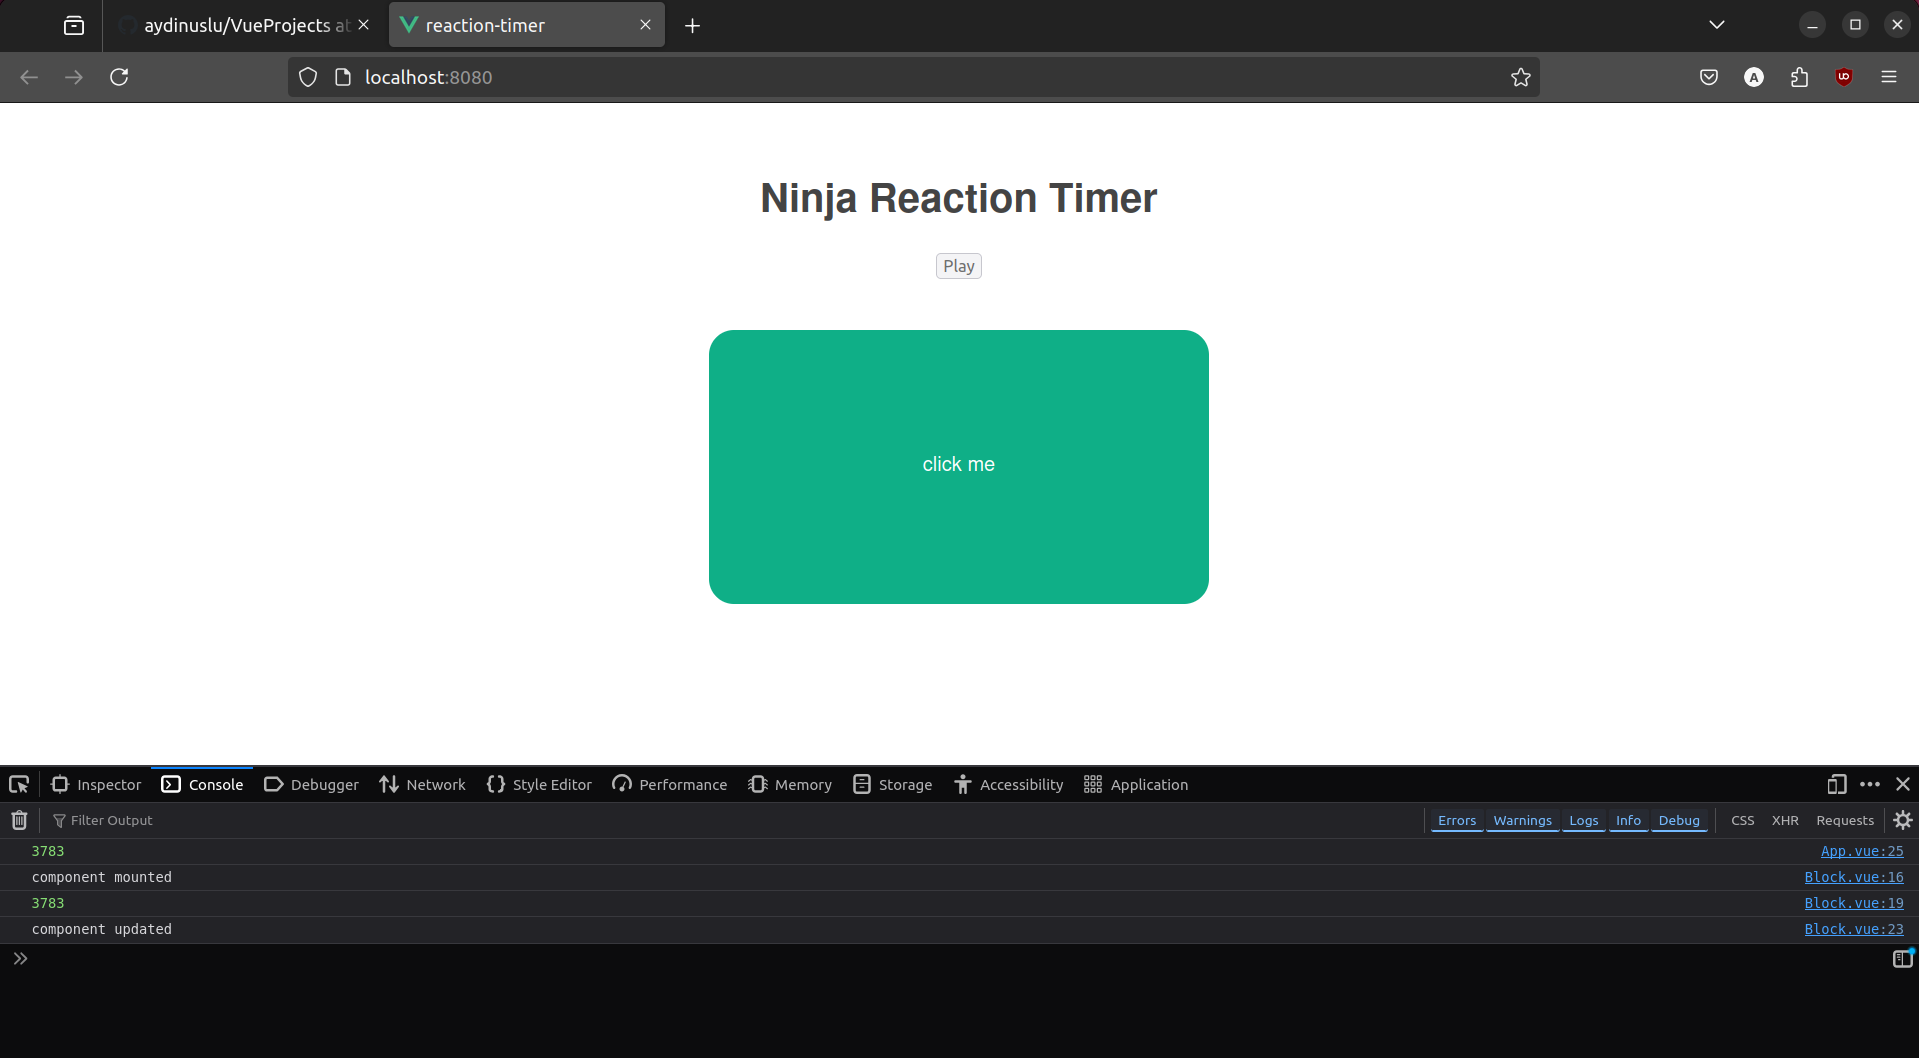 aydinuslu/VueProjects at
reaction-timer
localhost:8080
A
Ninja Reaction Timer
Play
click me
Inspector Console Debugger Network Style Editor Performance Memory Storage Accessibility Application
Filter Output Errors Warnings Logs Info Debug CSS XHR Requests
3783 App.vue:25
component mounted Block.vue:16
3783 Block.vue:19
component updated Block.vue:23